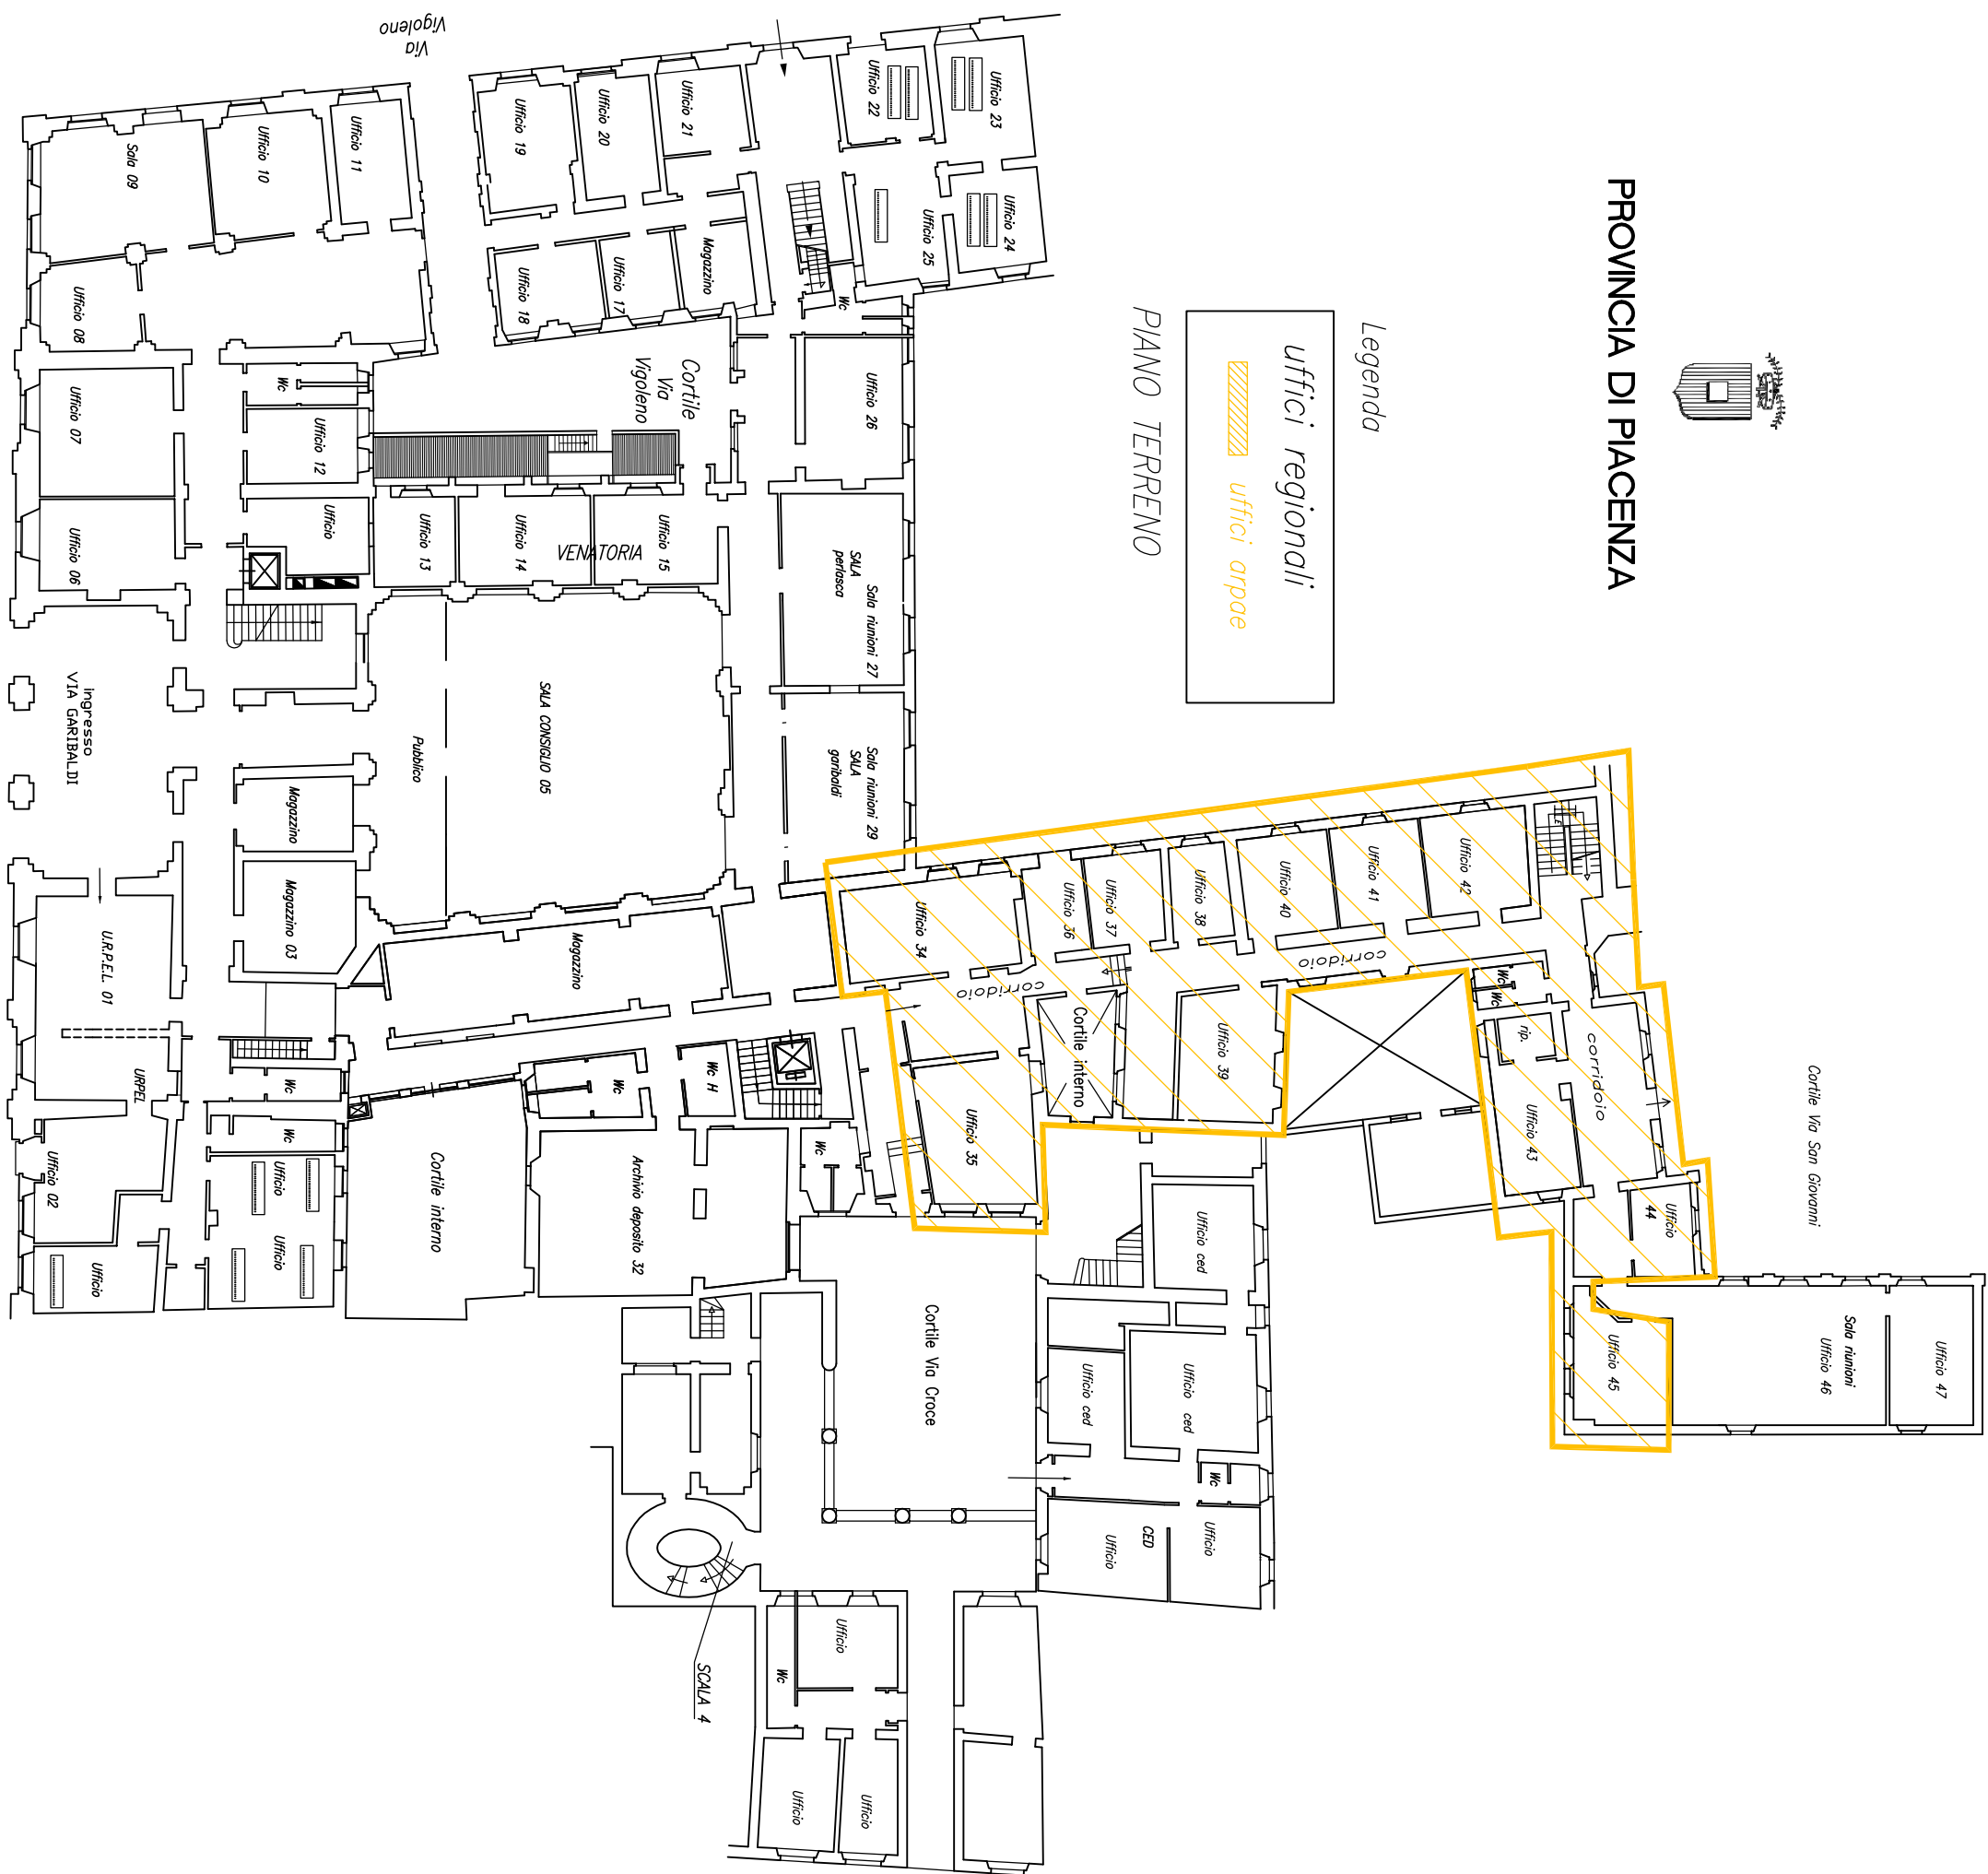 PROVINCIA DI PIACENZA
Legenda
uffici regionali
uffici arpae
PIANO TERRENO
Via
Vigoleno
Cortile Via San Giovanni
Ufficio 23
Ufficio 22
Ufficio 24
Ufficio 25
Ufficio 21
Ufficio 20
Ufficio 19
Magazzino
Ufficio 17
Ufficio 18
Wc
Ufficio 11
Ufficio 10
Sala 09
Ufficio 08
Cortile
Via
Vigoleno
Ufficio 26
Wc
Ufficio 12
Ufficio 07
Ufficio 06
Ufficio
Ufficio 13
Ufficio 14
Ufficio 15
VENATORIA
Sala riunioni 27
SALA
perlasca
Sala riunioni 29
SALA
garibaldi
SALA CONSIGLIO 05
Pubblico
ingresso
VIA GARIBALDI
Magazzino
Magazzino 03
Magazzino
U.R.P.E.L. 01
URPEL
Ufficio 02
Wc
Wc
Ufficio
Ufficio
Ufficio
Cortile interno
Wc
Wc H
Archivio deposito 32
Wc
Ufficio 34
Ufficio 35
Ufficio 36
Ufficio 37
Ufficio 38
Ufficio 39
Ufficio 40
Ufficio 41
Ufficio 42
corridoio
corridoio
Cortile interno
Wc
Wc
rip.
corridoio
Ufficio 43
Ufficio
44
Ufficio 45
Sala riunioni
Ufficio 46
Ufficio 47
Cortile Via Croce
Ufficio ced
Ufficio ced
Ufficio ced
Wc
CED
Ufficio
Ufficio
SCALA 4
Ufficio
Wc
Ufficio
Ufficio